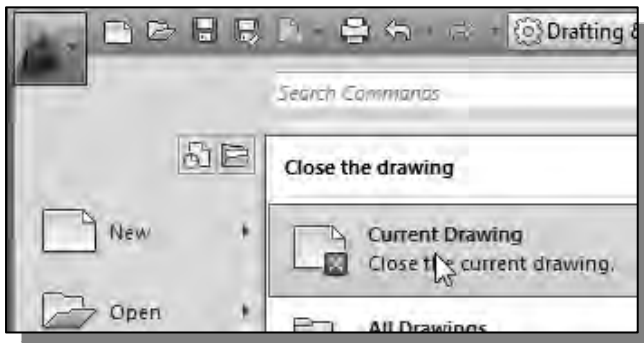 Drafting &
Search Commands
Close the drawing
New
Current Drawing
Close the current drawing.
Open
All Drawings